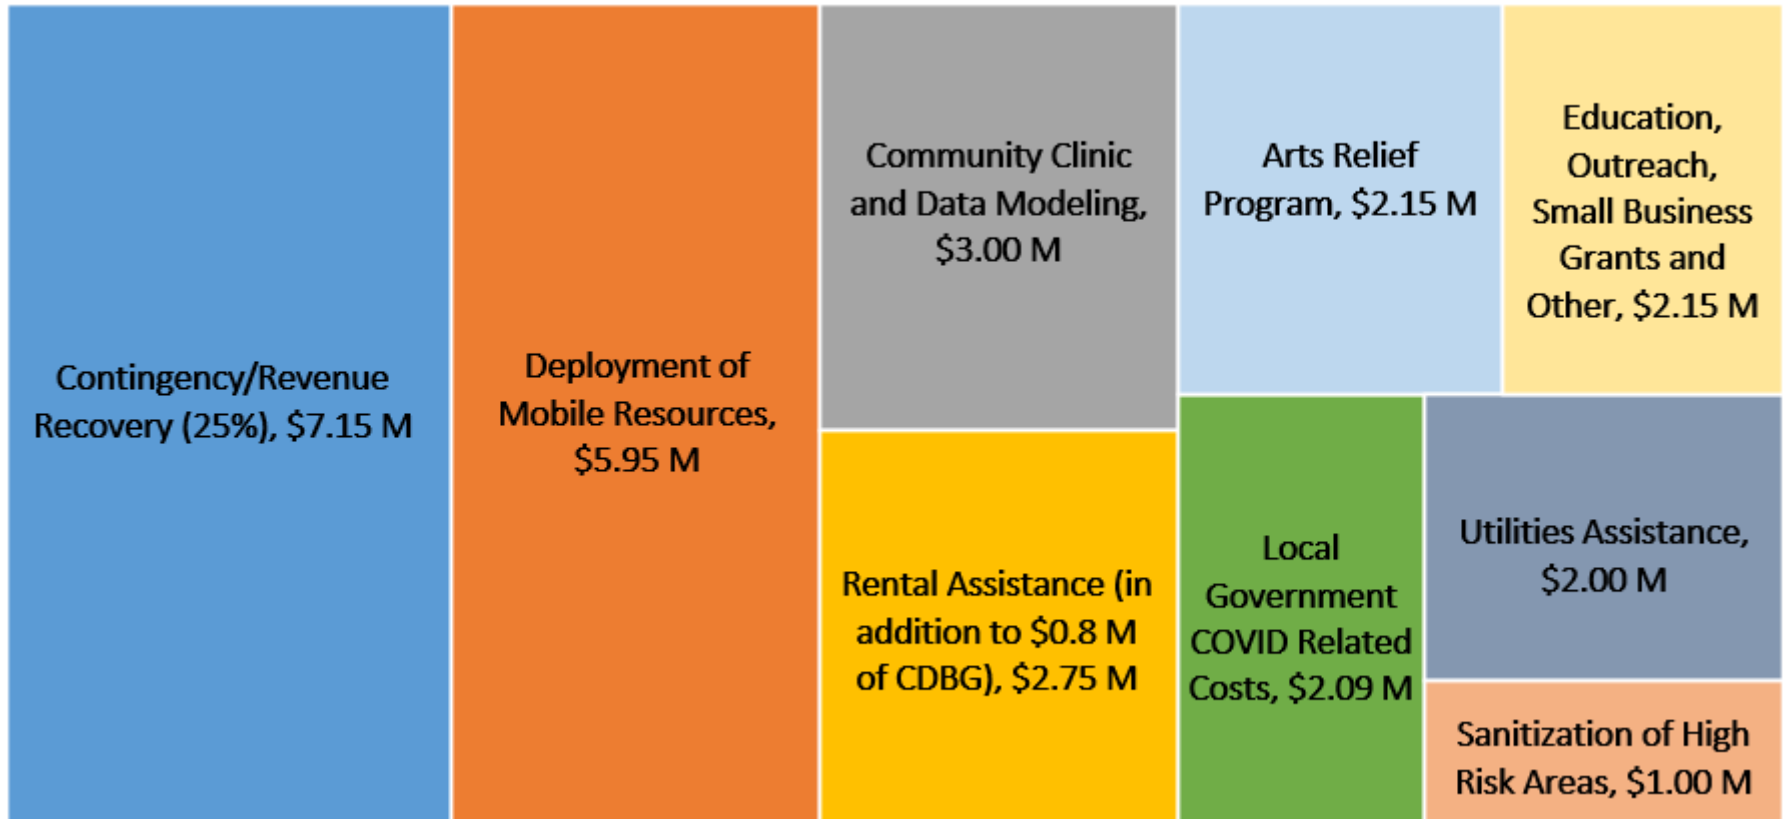 Contingency/Revenue
Recovery (25%), $7.15 M
Deployment of
Mobile Resources,
$5.95 M
Community Clinic
and Data Modeling,
$3.00 M
Rental Assistance (in
addition to $0.8 M
of CDBG), $2.75 M
Arts Relief
Program, $2.15 M
Education,
Outreach,
Small Business
Grants and
Other, $2.15 M
Local
Government
COVID Related
Costs, $2.09 M
Utilities Assistance,
$2.00 M
Sanitization of High
Risk Areas, $1.00 M